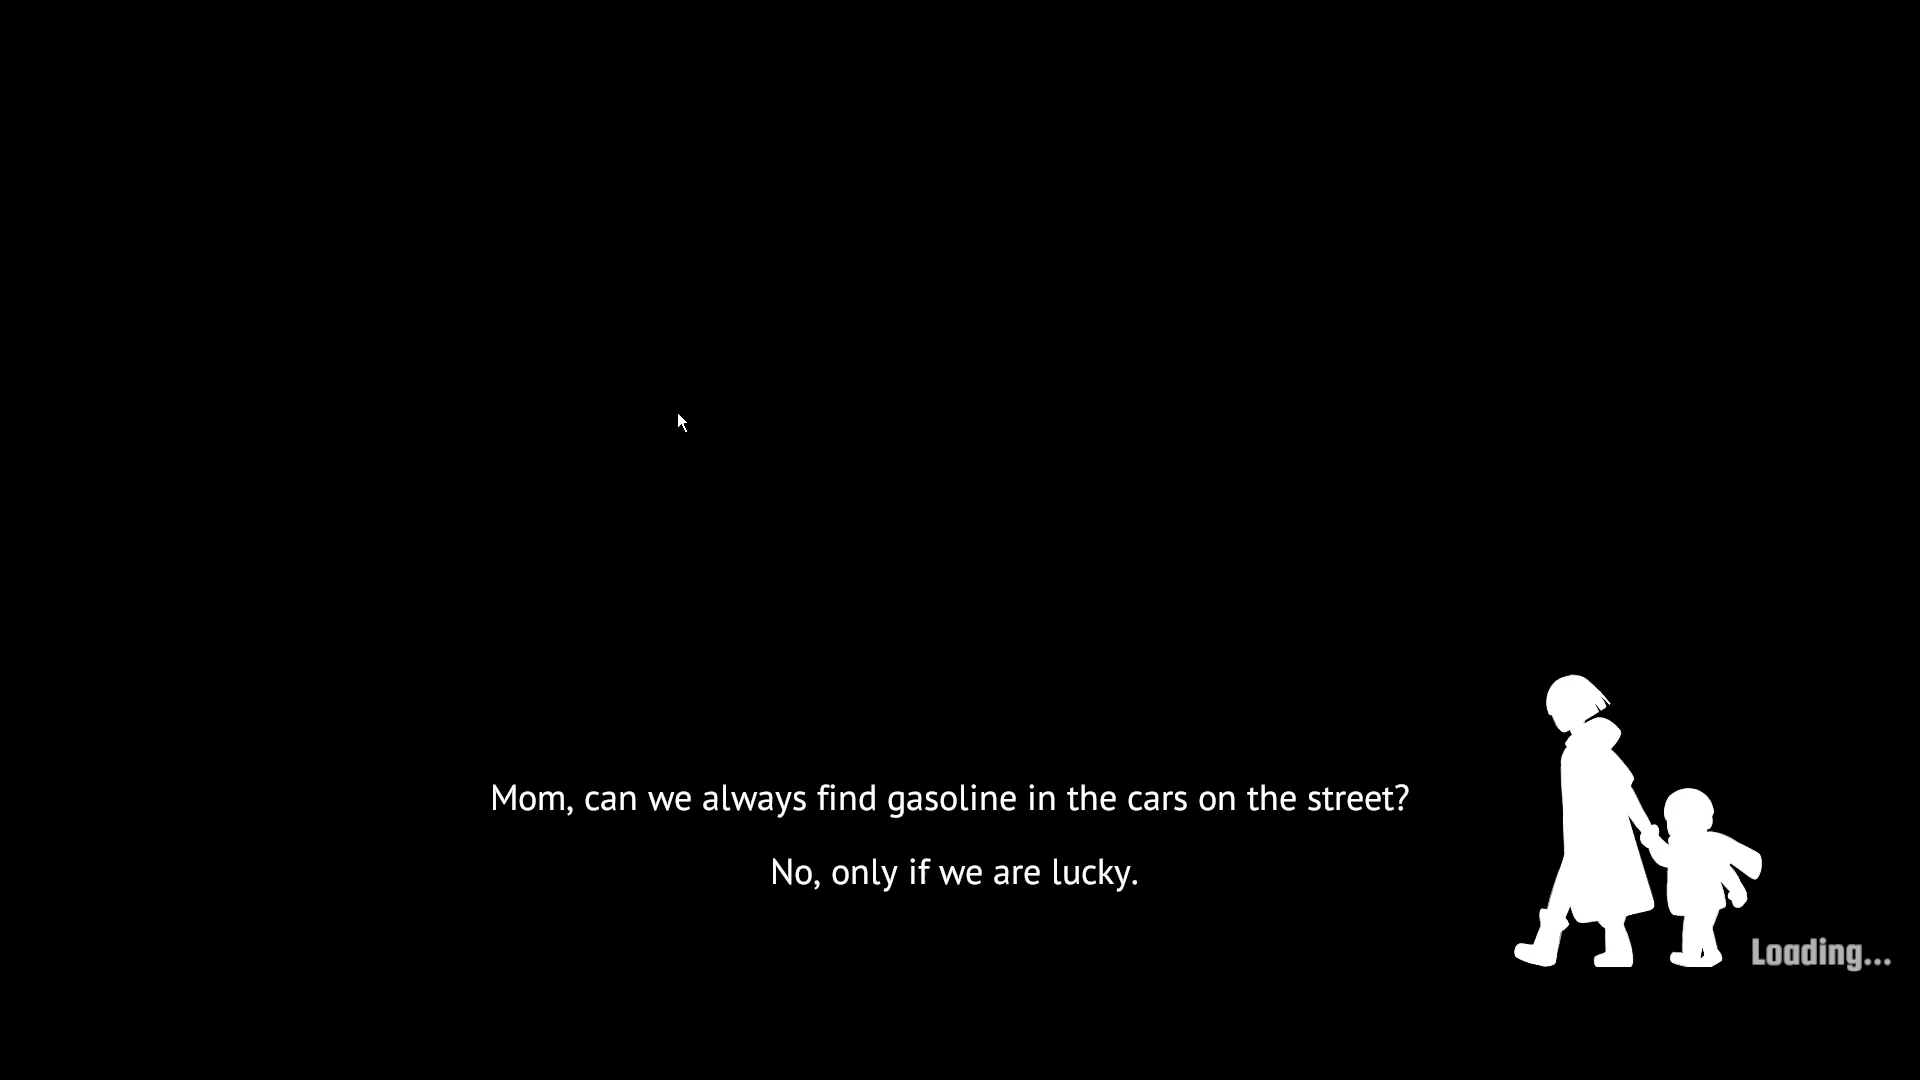 Mom, can we always find gasoline in the cars on the street?
No, only if we are lucky.
Loading...